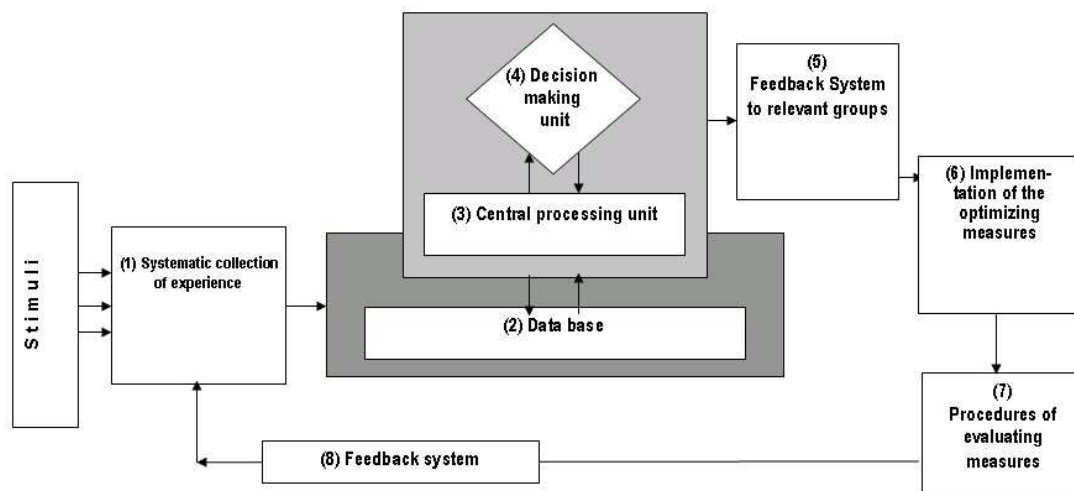 Stimuli
(1) Systematic collection
of experience
(2) Data base
(3) Central processing unit
(4) Decision
making
unit
(5)
Feedback System
to relevant groups
(6) Implemen-
tation of the
optimizing
measures
(7)
Procedures of
evaluating
measures
(8) Feedback system